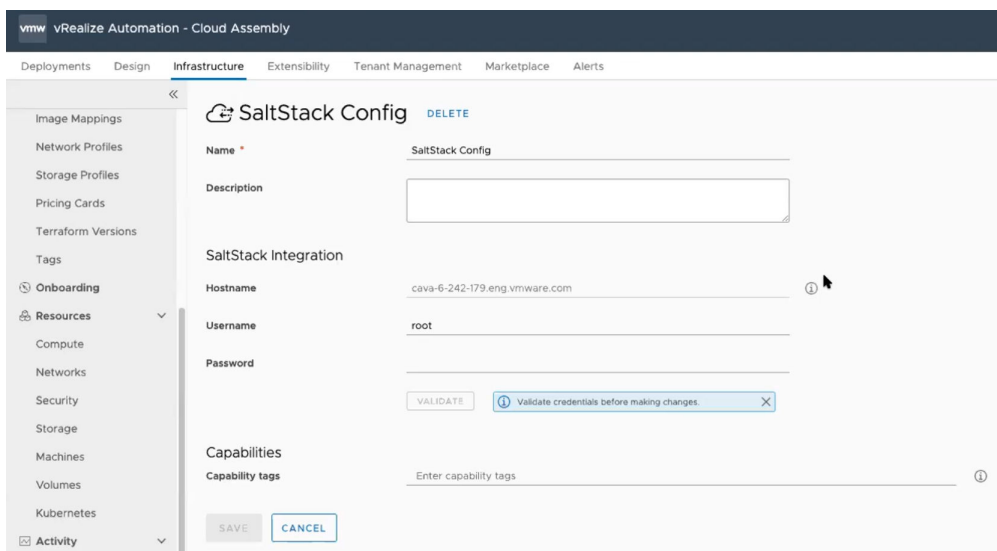 vmw vRealize Automation - Cloud Assembly
Deployments Design Infrastructure Extensibility Tenant Management Marketplace Alerts
Image Mappings
Network Profiles
Storage Profiles
Pricing Cards
Terraform Versions
Tags
Onboarding
Resources
Compute
Networks
Security
Storage
Machines
Volumes
Kubernetes
Activity
SaltStack Config DELETE
Name * SaltStack Config
Description
SaltStack Integration
Hostname cava-6-242-179.eng.vmware.com
Username root
Password
VALIDATE Validate credentials before making changes.
Capabilities
Capability tags Enter capability tags
SAVE CANCEL